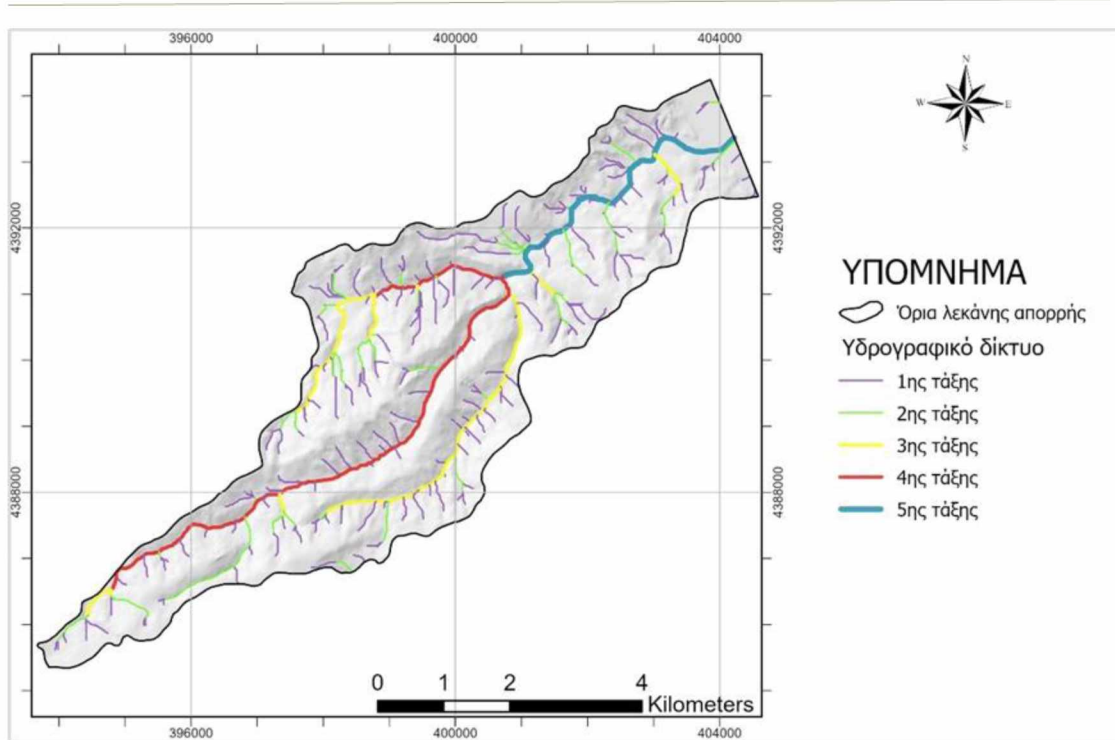 396000 400000 404000
N
W E
S
4392000 4392000
ΥΠΟΜΝΗΜΑ
Όρια λεκάνης απορρής
Υδρογραφικό δίκτυο
1ης τάξης
2ης τάξης
3ης τάξης
4ης τάξης
5ης τάξης
4388000 4388000
0 1 2 4
Kilometers
396000 400000 404000